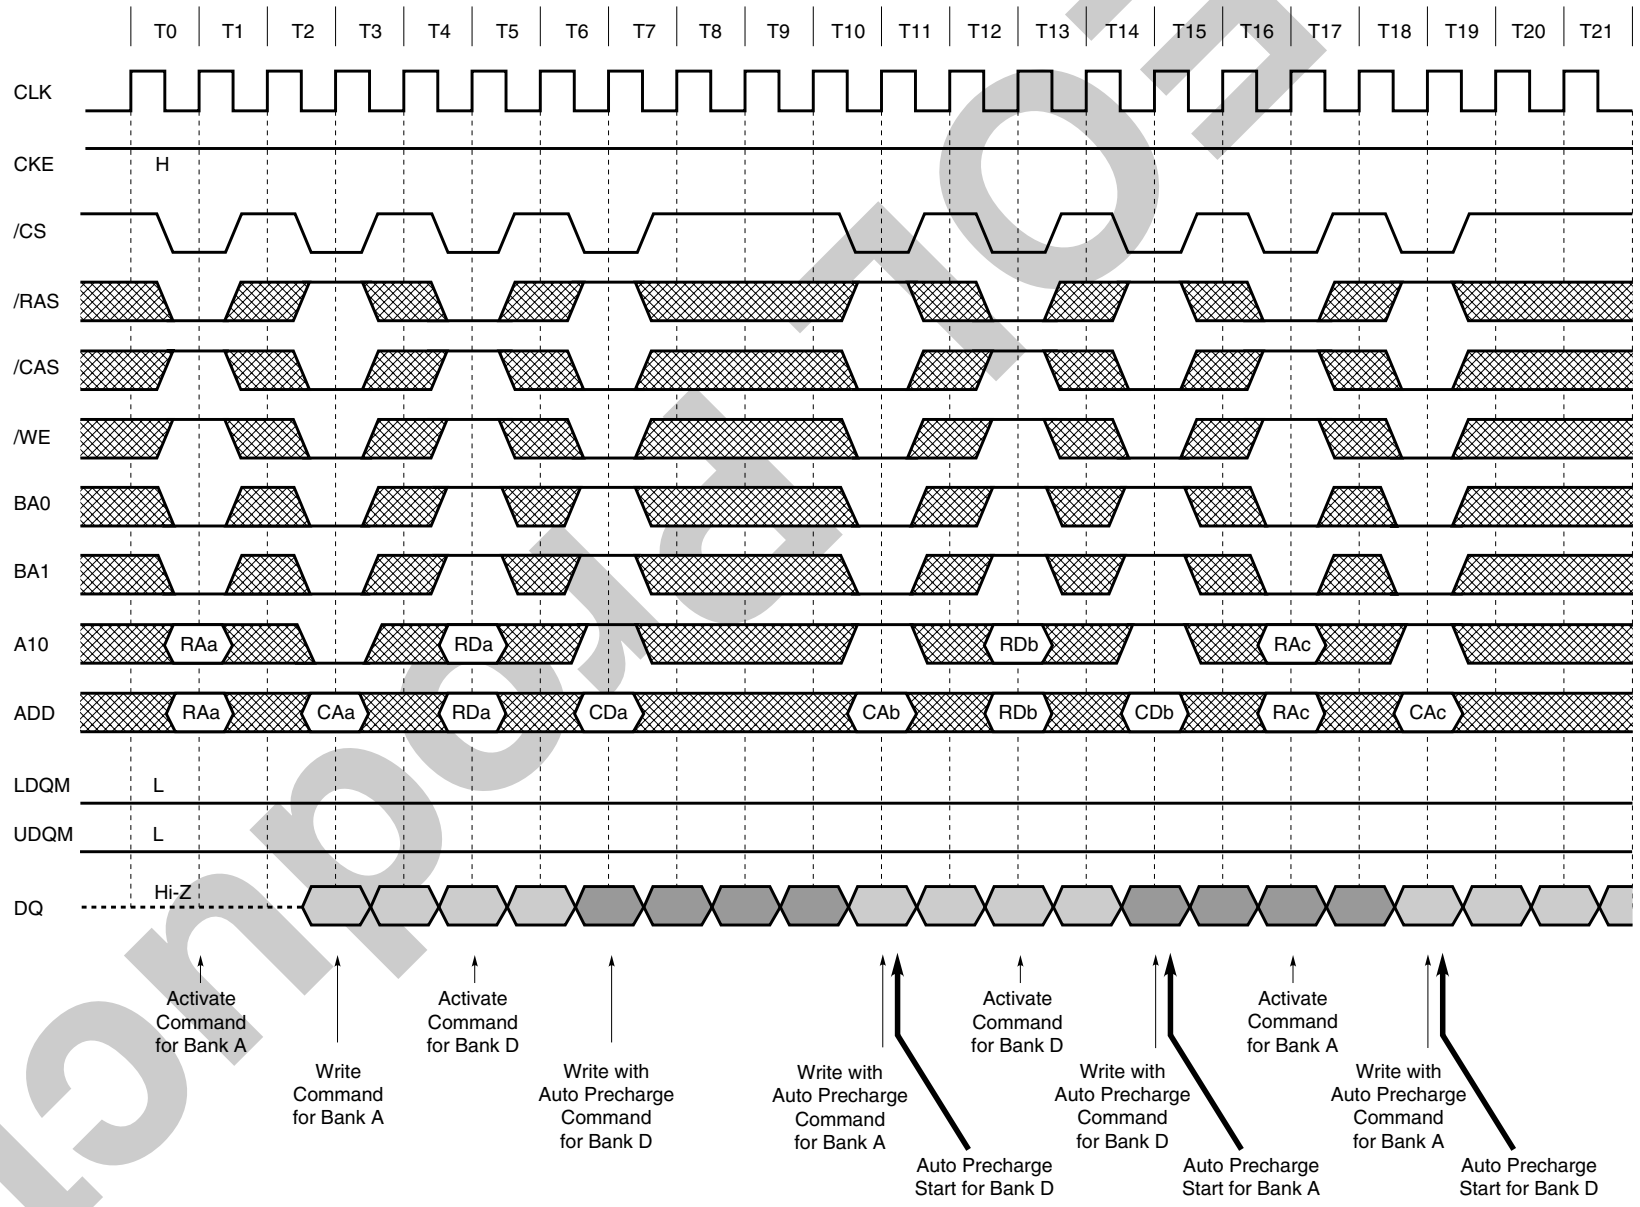 T0 T1 T2 T3 T4 T5 T6 T7 T8 T9 T10 T11 T12 T13 T14 T15 T16 T17 T18 T19 T20 T21
CLK
CKE H
/CS
/RAS
/CAS
/WE
BA0
BA1
A10 RAa RDa RDb RAc
ADD RAa CAa RDa CDa CAb RDb CDb RAc CAc
LDQM L
UDQM L
DQ Hi-Z
Activate
Command
for Bank A
Write
Command
for Bank A
Activate
Command
for Bank D
Write with
Auto Precharge
Command
for Bank D
Write with
Auto Precharge
Command
for Bank A
Auto Precharge
Start for Bank D
Activate
Command
for Bank D
Write with
Auto Precharge
Command
for Bank D
Auto Precharge
Start for Bank A
Activate
Command
for Bank A
Write with
Auto Precharge
Command
for Bank A
Auto Precharge
Start for Bank D
EOL Product